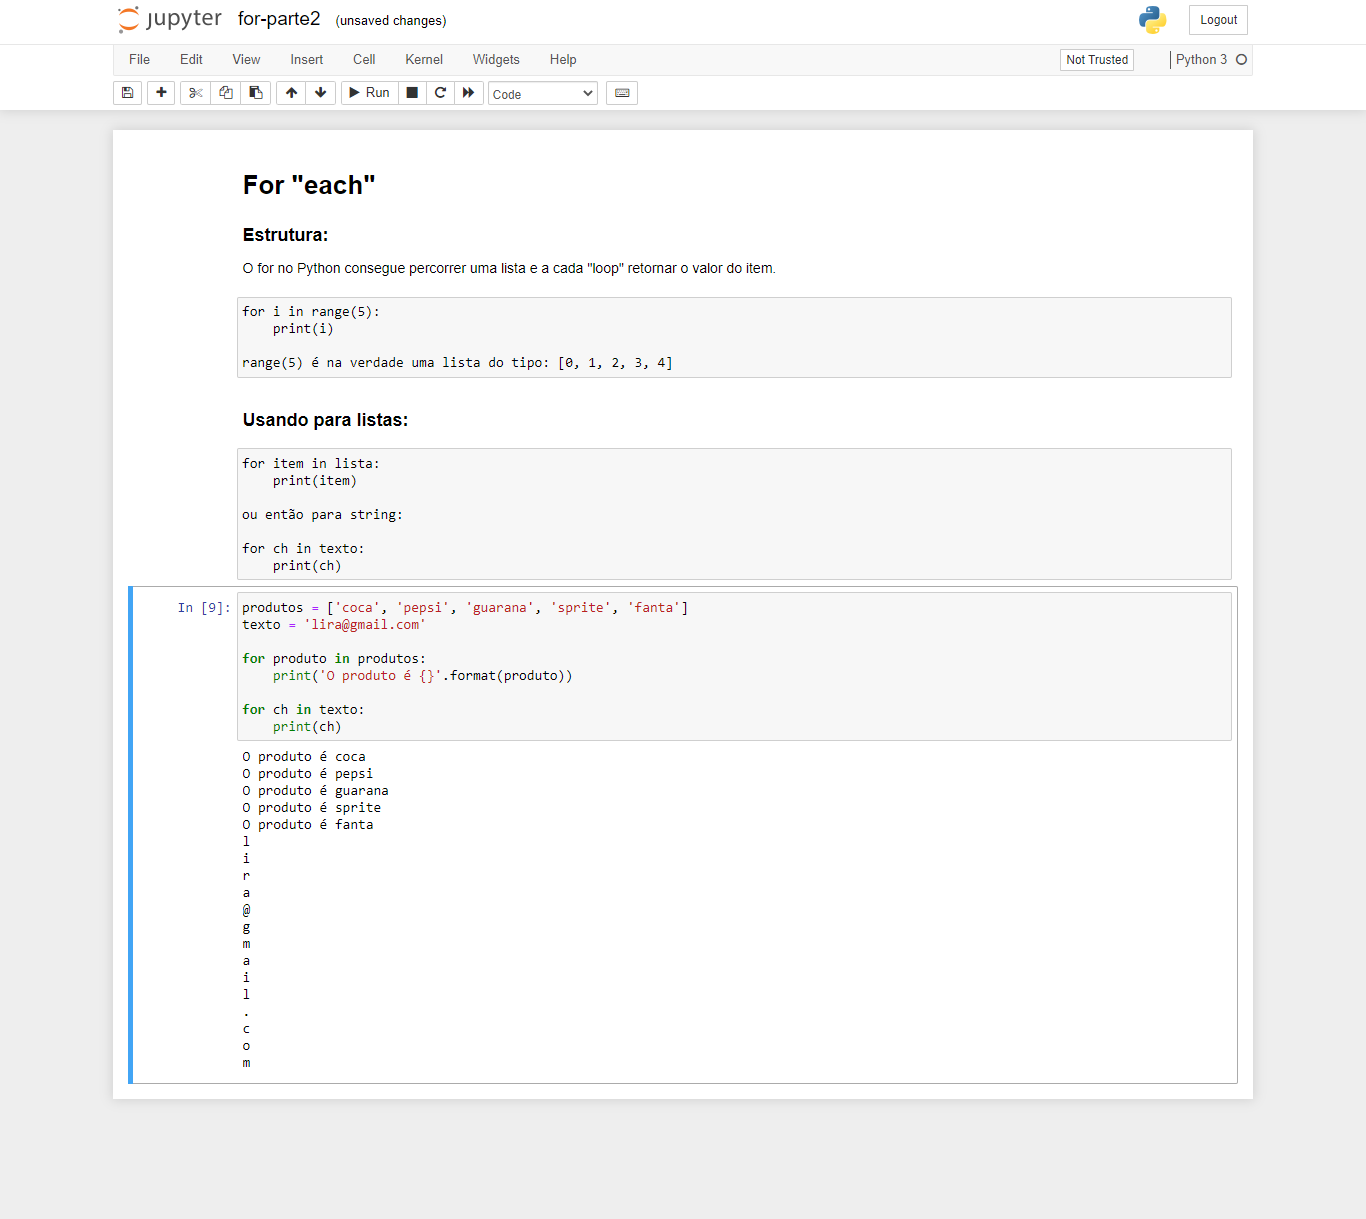 jupyter for-parte2 (unsaved changes) Logout
File Edit View Insert Cell Kernel Widgets Help Not Trusted Python 3
Run Code
For "each"
Estrutura:
O for no Python consegue percorrer uma lista e a cada "loop" retornar o valor do item.
for i in range(5):
    print(i)
range(5) é na verdade uma lista do tipo: [0, 1, 2, 3, 4]
Usando para listas:
for item in lista:
    print(item)
ou então para string:
for ch in texto:
    print(ch)
In [9]: produtos = ['coca', 'pepsi', 'guarana', 'sprite', 'fanta']
texto = 'lira@gmail.com'
for produto in produtos:
    print('O produto é {}'.format(produto))
for ch in texto:
    print(ch)
O produto é coca
O produto é pepsi
O produto é guarana
O produto é sprite
O produto é fanta
l
i
r
a
@
g
m
a
i
l
.
c
o
m